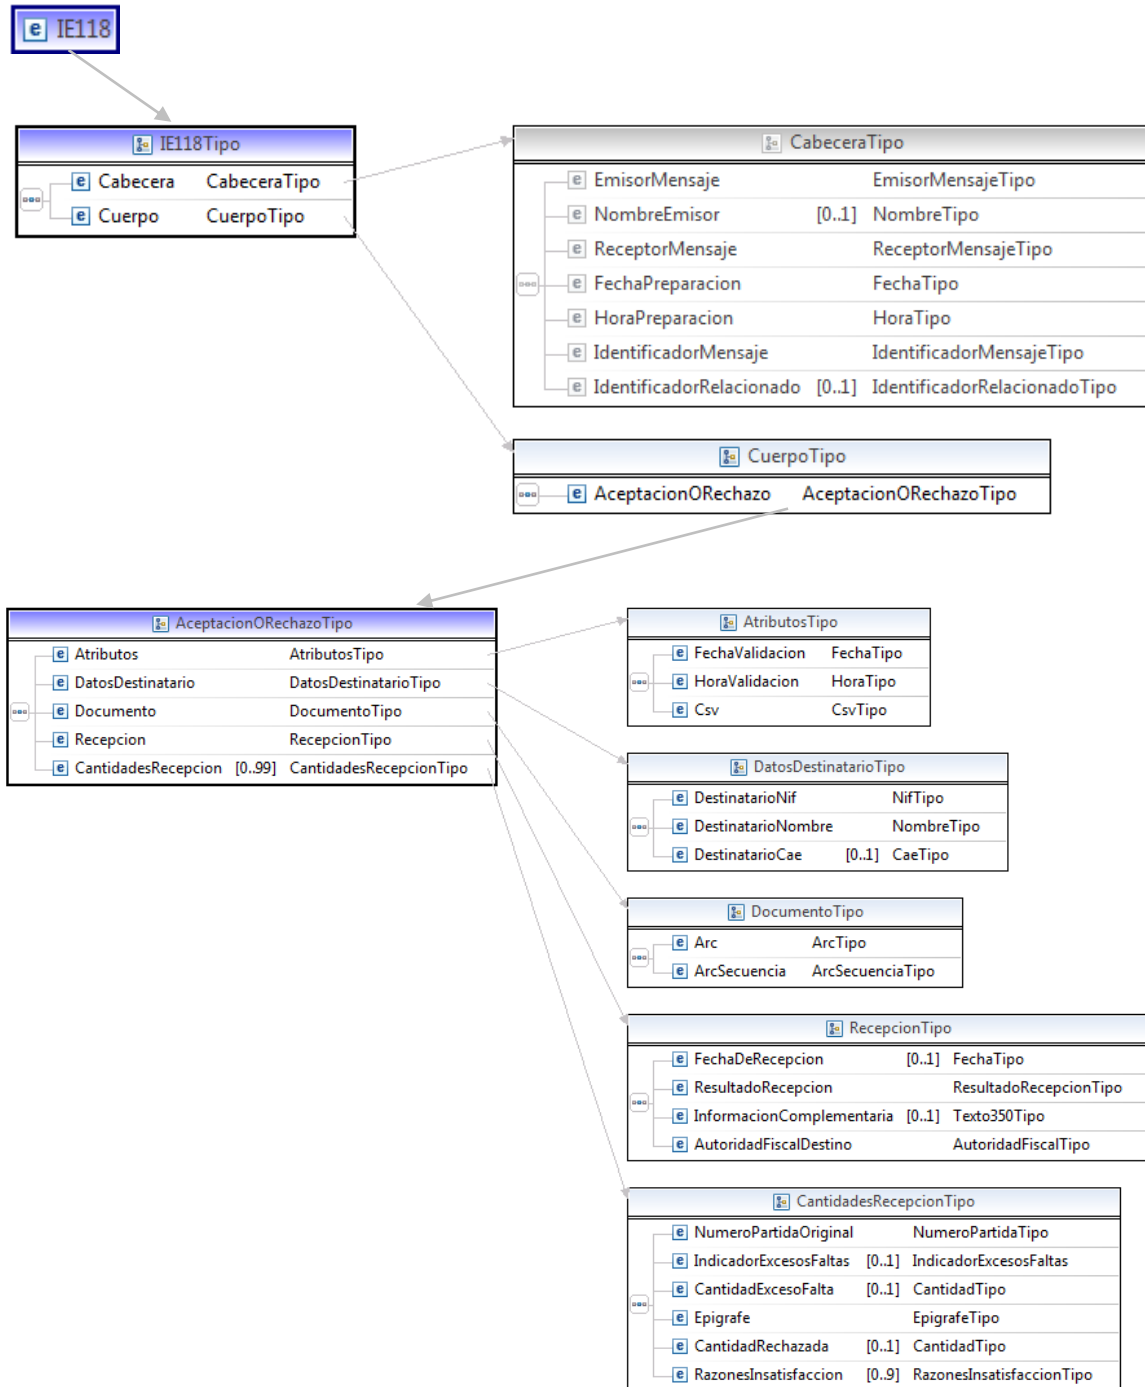 IE118
IE118Tipo
Cabecera CabeceraTipo
Cuerpo CuerpoTipo
CabeceraTipo
EmisorMensaje EmisorMensajeTipo
NombreEmisor [0..1] NombreTipo
ReceptorMensaje ReceptorMensajeTipo
FechaPreparacion FechaTipo
HoraPreparacion HoraTipo
IdentificadorMensaje IdentificadorMensajeTipo
IdentificadorRelacionado [0..1] IdentificadorRelacionadoTipo
CuerpoTipo
AceptacionORechazo AceptacionORechazoTipo
AceptacionORechazoTipo
Atributos AtributosTipo
DatosDestinatario DatosDestinatarioTipo
Documento DocumentoTipo
Recepcion RecepcionTipo
CantidadesRecepcion [0..99] CantidadesRecepcionTipo
AtributosTipo
FechaValidacion FechaTipo
HoraValidacion HoraTipo
Csv CsvTipo
DatosDestinatarioTipo
DestinatarioNif NifTipo
DestinatarioNombre NombreTipo
DestinatarioCae [0..1] CaeTipo
DocumentoTipo
Arc ArcTipo
ArcSecuencia ArcSecuenciaTipo
RecepcionTipo
FechaDeRecepcion [0..1] FechaTipo
ResultadoRecepcion ResultadoRecepcionTipo
InformacionComplementaria [0..1] Texto350Tipo
AutoridadFiscalDestino AutoridadFiscalTipo
CantidadesRecepcionTipo
NumeroPartidaOriginal NumeroPartidaTipo
IndicadorExcesosFaltas [0..1] IndicadorExcesosFaltas
CantidadExcesoFalta [0..1] CantidadTipo
Epigrafe EpigrafeTipo
CantidadRechazada [0..1] CantidadTipo
RazonesInsatisfaccion [0..9] RazonesInsatisfaccionTipo